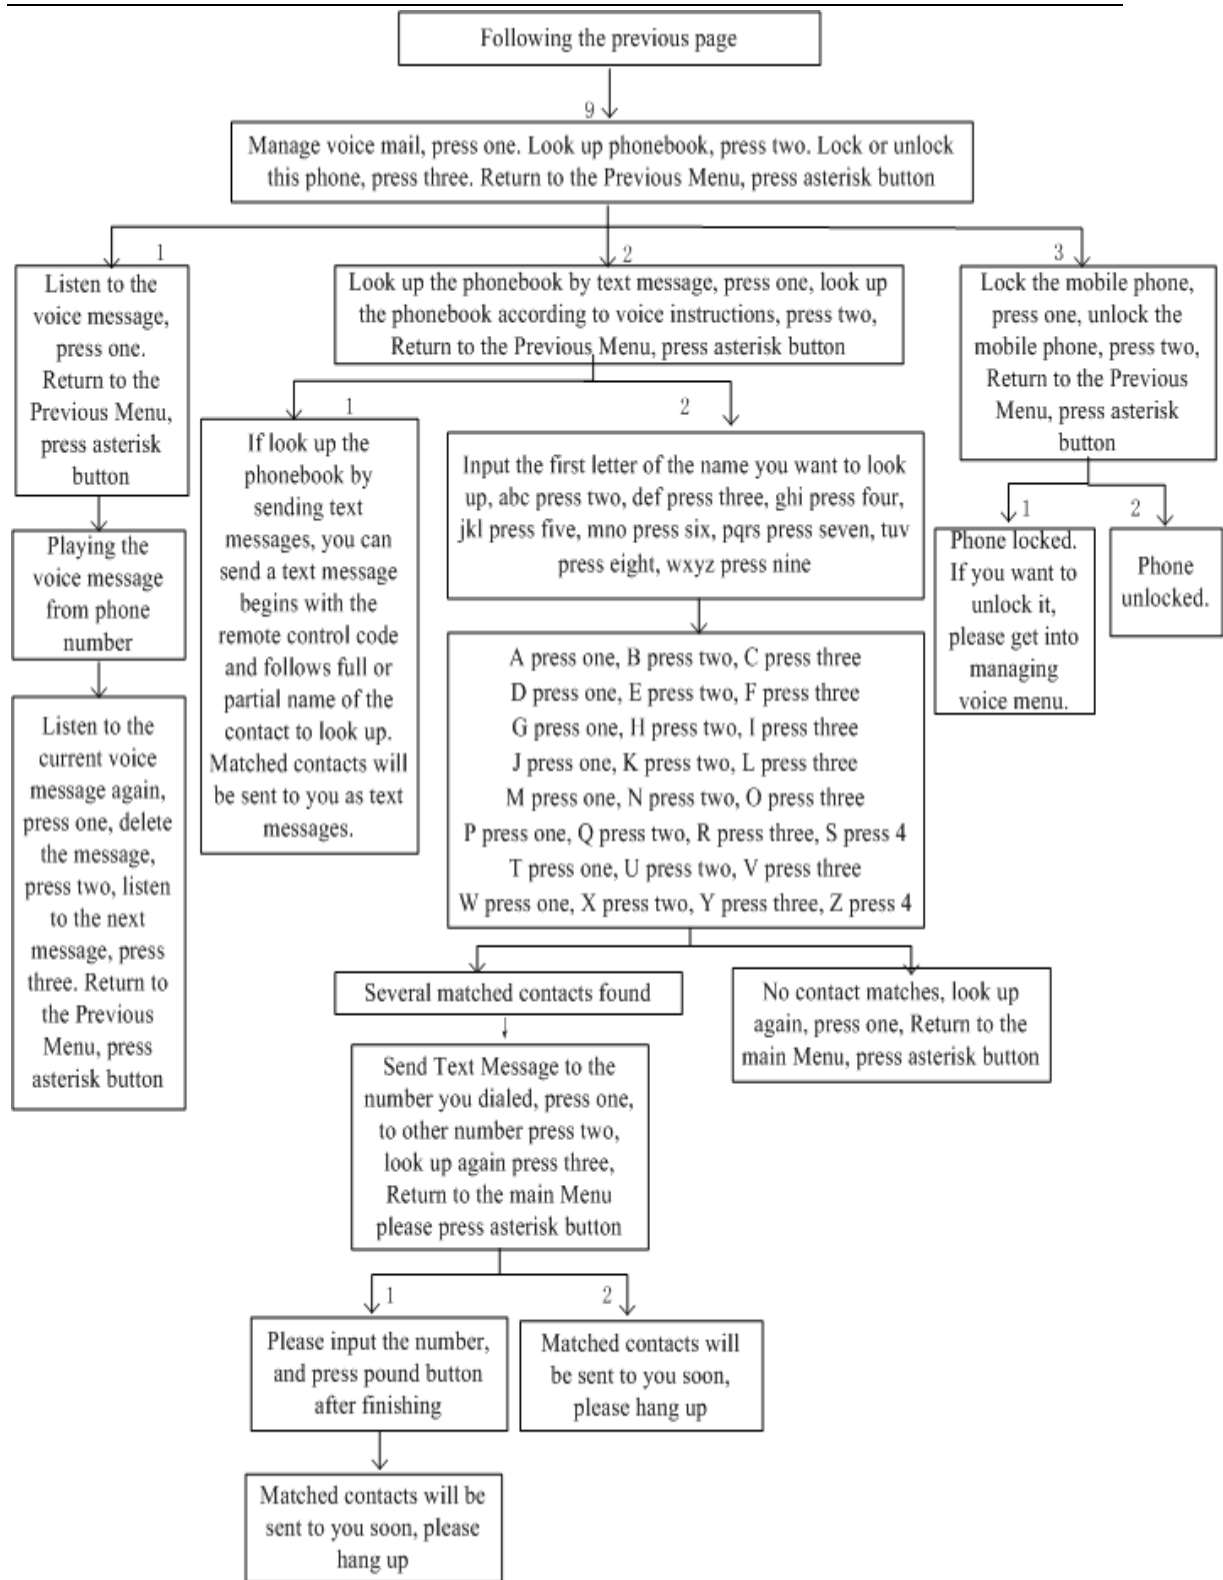 Following the previous page
9
Manage voice mail, press one. Look up phonebook, press two. Lock or unlock
this phone, press three. Return to the Previous Menu, press asterisk button
1
Listen to the
voice message,
press one.
Return to the
Previous Menu,
press asterisk
button
Playing the
voice message
from phone
number
Listen to the
current voice
message again,
press one, delete
the message,
press two, listen
to the next
message, press
three. Return to
the Previous
Menu, press
asterisk button
2
Look up the phonebook by text message, press one, look up
the phonebook according to voice instructions, press two,
Return to the Previous Menu, press asterisk button
1
If look up the
phonebook by
sending text
messages, you can
send a text message
begins with the
remote control code
and follows full or
partial name of the
contact to look up.
Matched contacts will
be sent to you as text
messages.
2
Input the first letter of the name you want to look
up, abc press two, def press three, ghi press four,
jkl press five, mno press six, pqrs press seven, tuv
press eight, wxyz press nine
A press one, B press two, C press three
D press one, E press two, F press three
G press one, H press two, I press three
J press one, K press two, L press three
M press one, N press two, O press three
P press one, Q press two, R press three, S press 4
T press one, U press two, V press three
W press one, X press two, Y press three, Z press 4
Several matched contacts found
Send Text Message to the
number you dialed, press one,
to other number press two,
look up again press three,
Return to the main Menu
please press asterisk button
1
Please input the number,
and press pound button
after finishing
Matched contacts will be
sent to you soon, please
hang up
2
Matched contacts will
be sent to you soon,
please hang up
No contact matches, look up
again, press one, Return to the
main Menu, press asterisk button
3
Lock the mobile phone,
press one, unlock the
mobile phone, press two,
Return to the Previous
Menu, press asterisk
button
1
Phone locked.
If you want to
unlock it,
please get into
managing
voice menu.
2
Phone
unlocked.